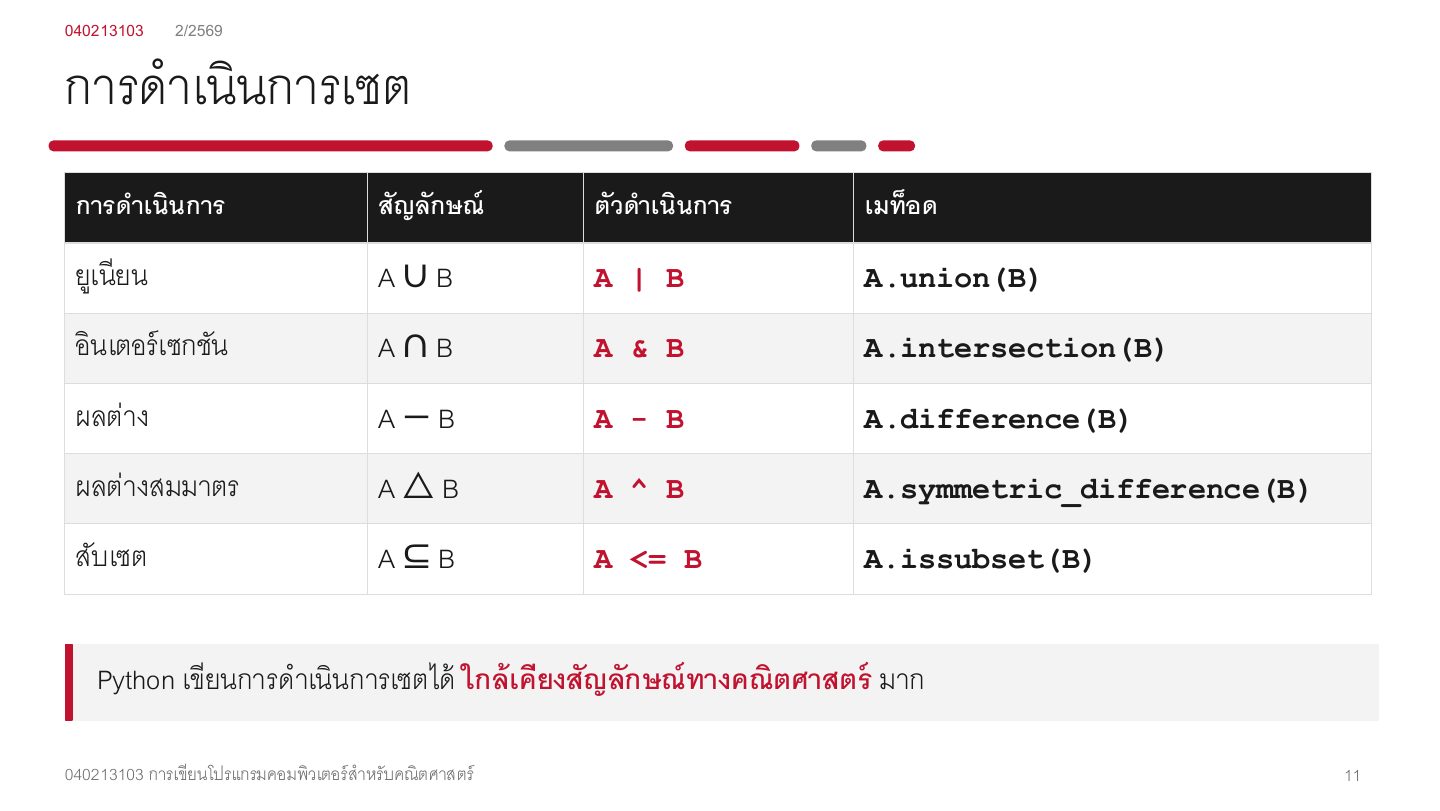 040213103 2/2569
การดำเนินการเซต
การดำเนินการ สัญลักษณ์ ตัวดำเนินการ เมท็อด
ยูเนียน A ∪ B A | B A.union(B)
อินเตอร์เซกชัน A ∩ B A & B A.intersection(B)
ผลต่าง A − B A - B A.difference(B)
ผลต่างสมมาตร A △ B A ^ B A.symmetric_difference(B)
สับเซต A ⊆ B A <= B A.issubset(B)
Python เขียนการดำเนินการเซตได้ ใกล้เคียงสัญลักษณ์ทางคณิตศาสตร์ มาก
040213103 การเขียนโปรแกรมคอมพิวเตอร์สำหรับคณิตศาสตร์ 11